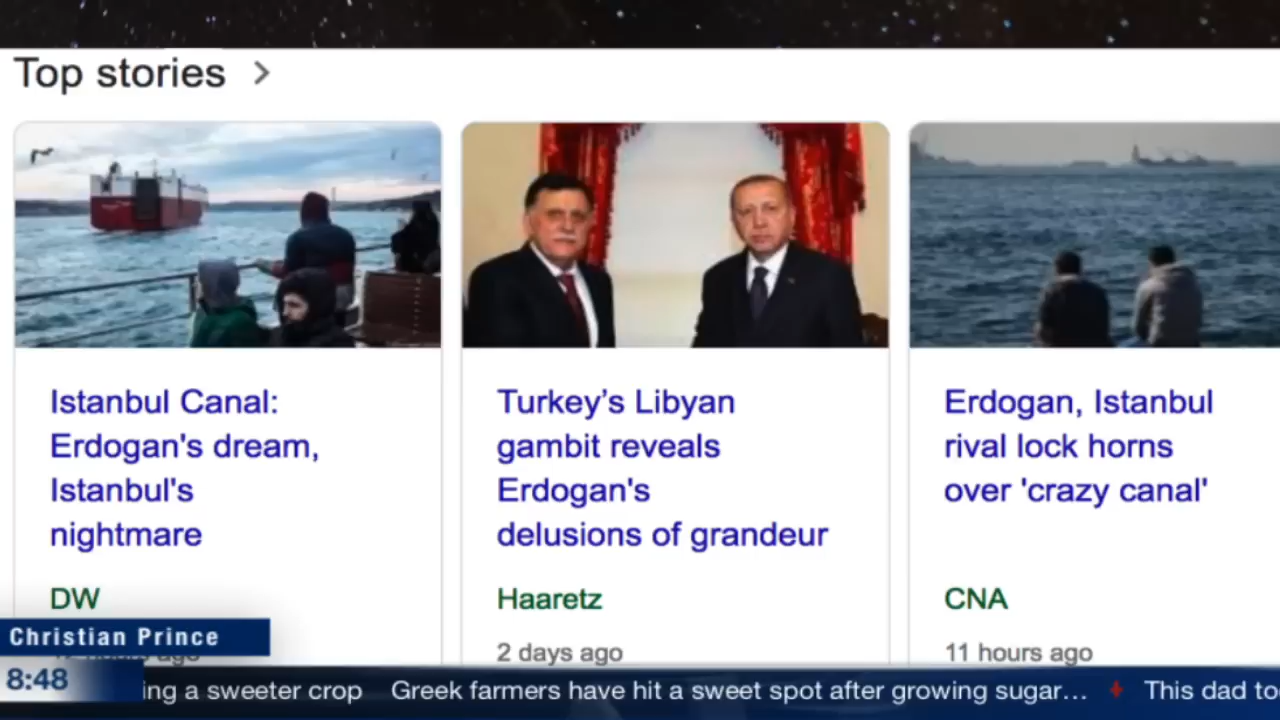 Top stories >
Istanbul Canal:
Erdogan's dream,
Istanbul's
nightmare
DW
Turkey’s Libyan
gambit reveals
Erdogan's
delusions of grandeur
Haaretz
2 days ago
Erdogan, Istanbul
rival lock horns
over 'crazy canal'
CNA
11 hours ago
Christian Prince
ago
8:48
ing a sweeter crop Greek farmers have hit a sweet spot after growing sugar... This dad to